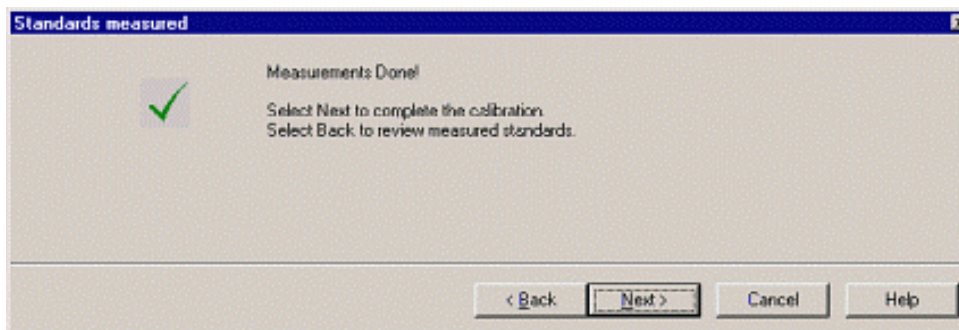 Standards measured
Measurements Done!
Select Next to complete the calibration.
Select Back to review measured standards.
< Back
Next >
Cancel
Help